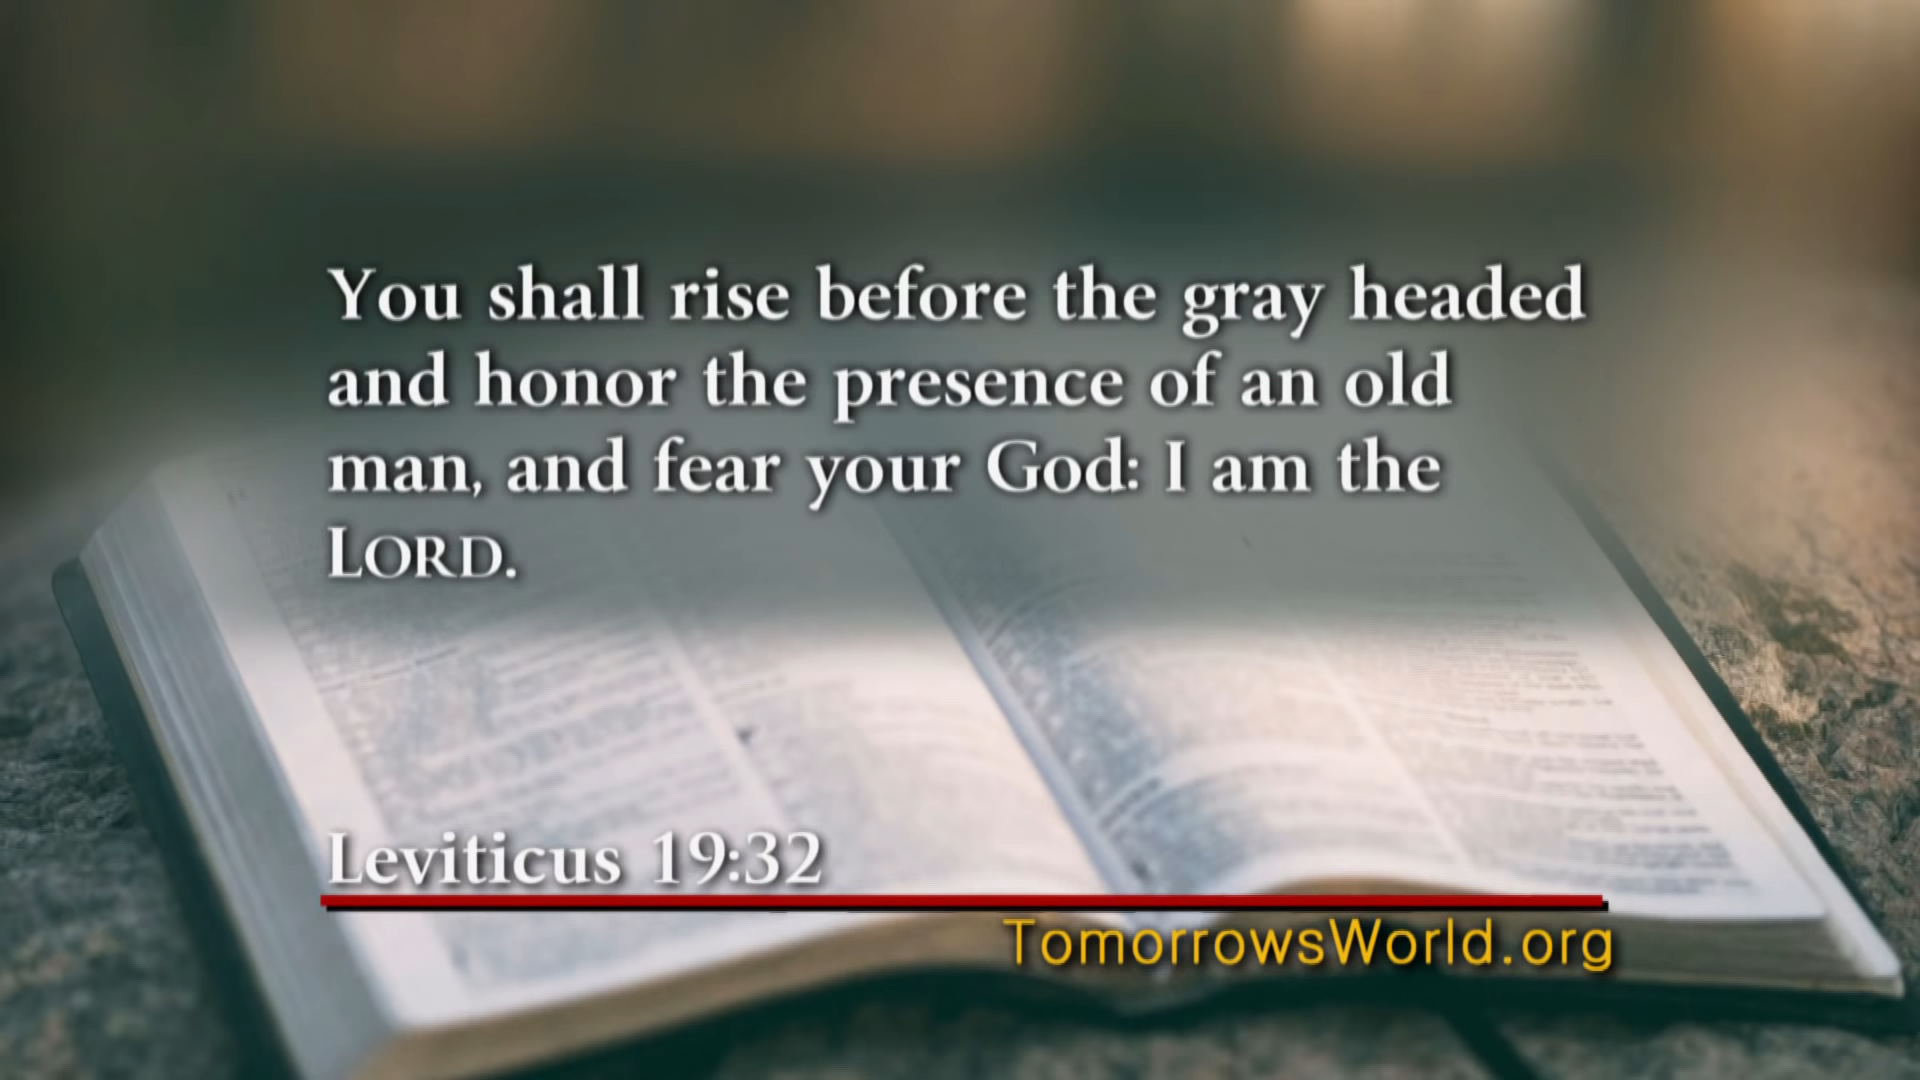 You shall rise before the gray headed
and honor the presence of an old
man, and fear your God: I am the
LORD.
Leviticus 19:32
TomorrowsWorld.org